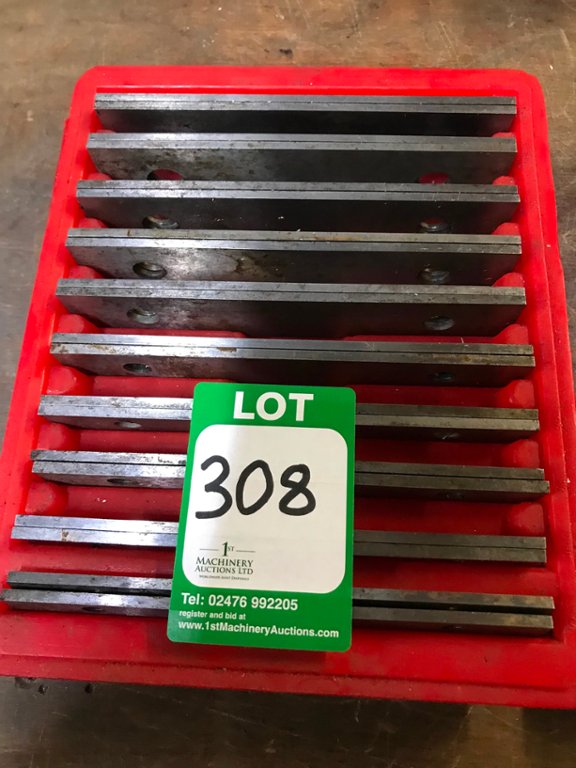 LOT
308
1ST
MACHINERY
AUCTIONS LTD
Tel: 02476 992205
register and bid at
www.1stMachineryAuctions.com